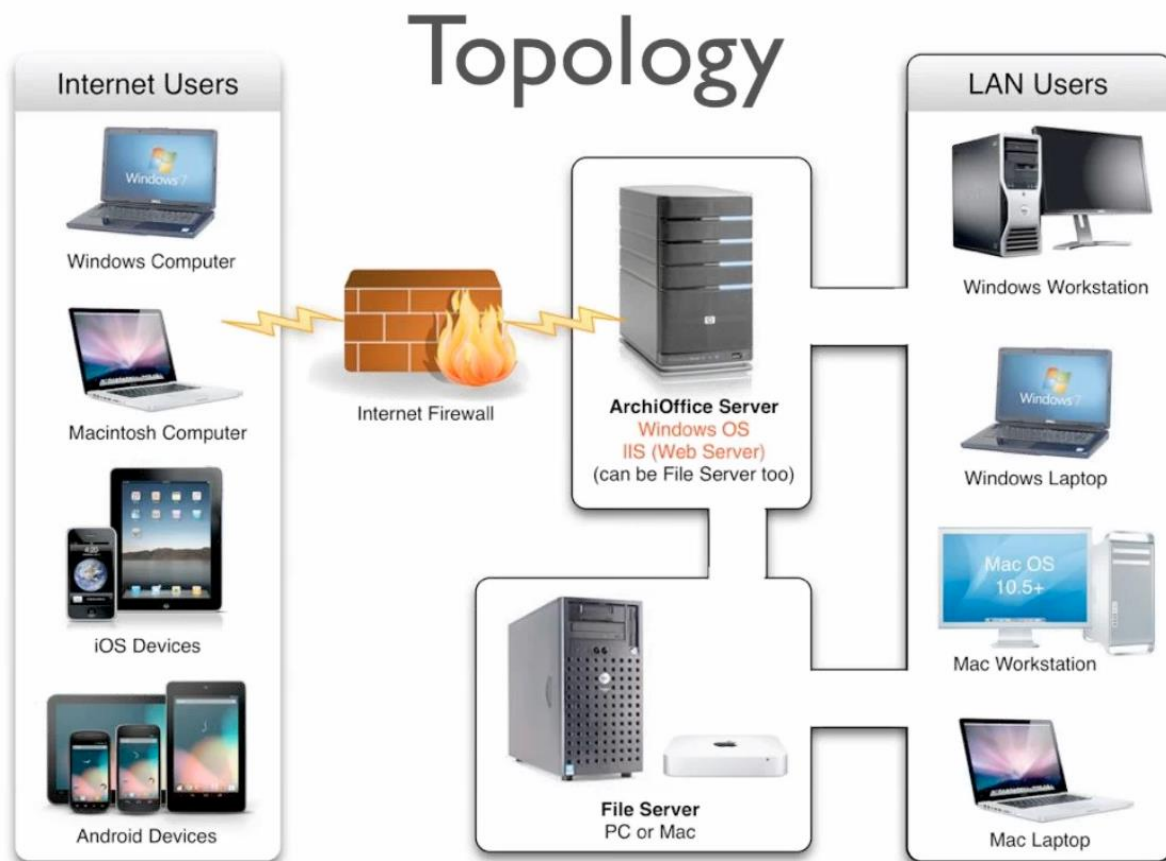 Topology
Internet Users
Windows 7
Windows Computer
Macintosh Computer
4:20
iOS Devices
Android Devices
Internet Firewall
ArchiOffice Server
Windows OS
IIS (Web Server)
(can be File Server too)
File Server
PC or Mac
LAN Users
Windows Workstation
Windows 7
Windows Laptop
Mac OS
10.5+
Mac Workstation
Mac Laptop